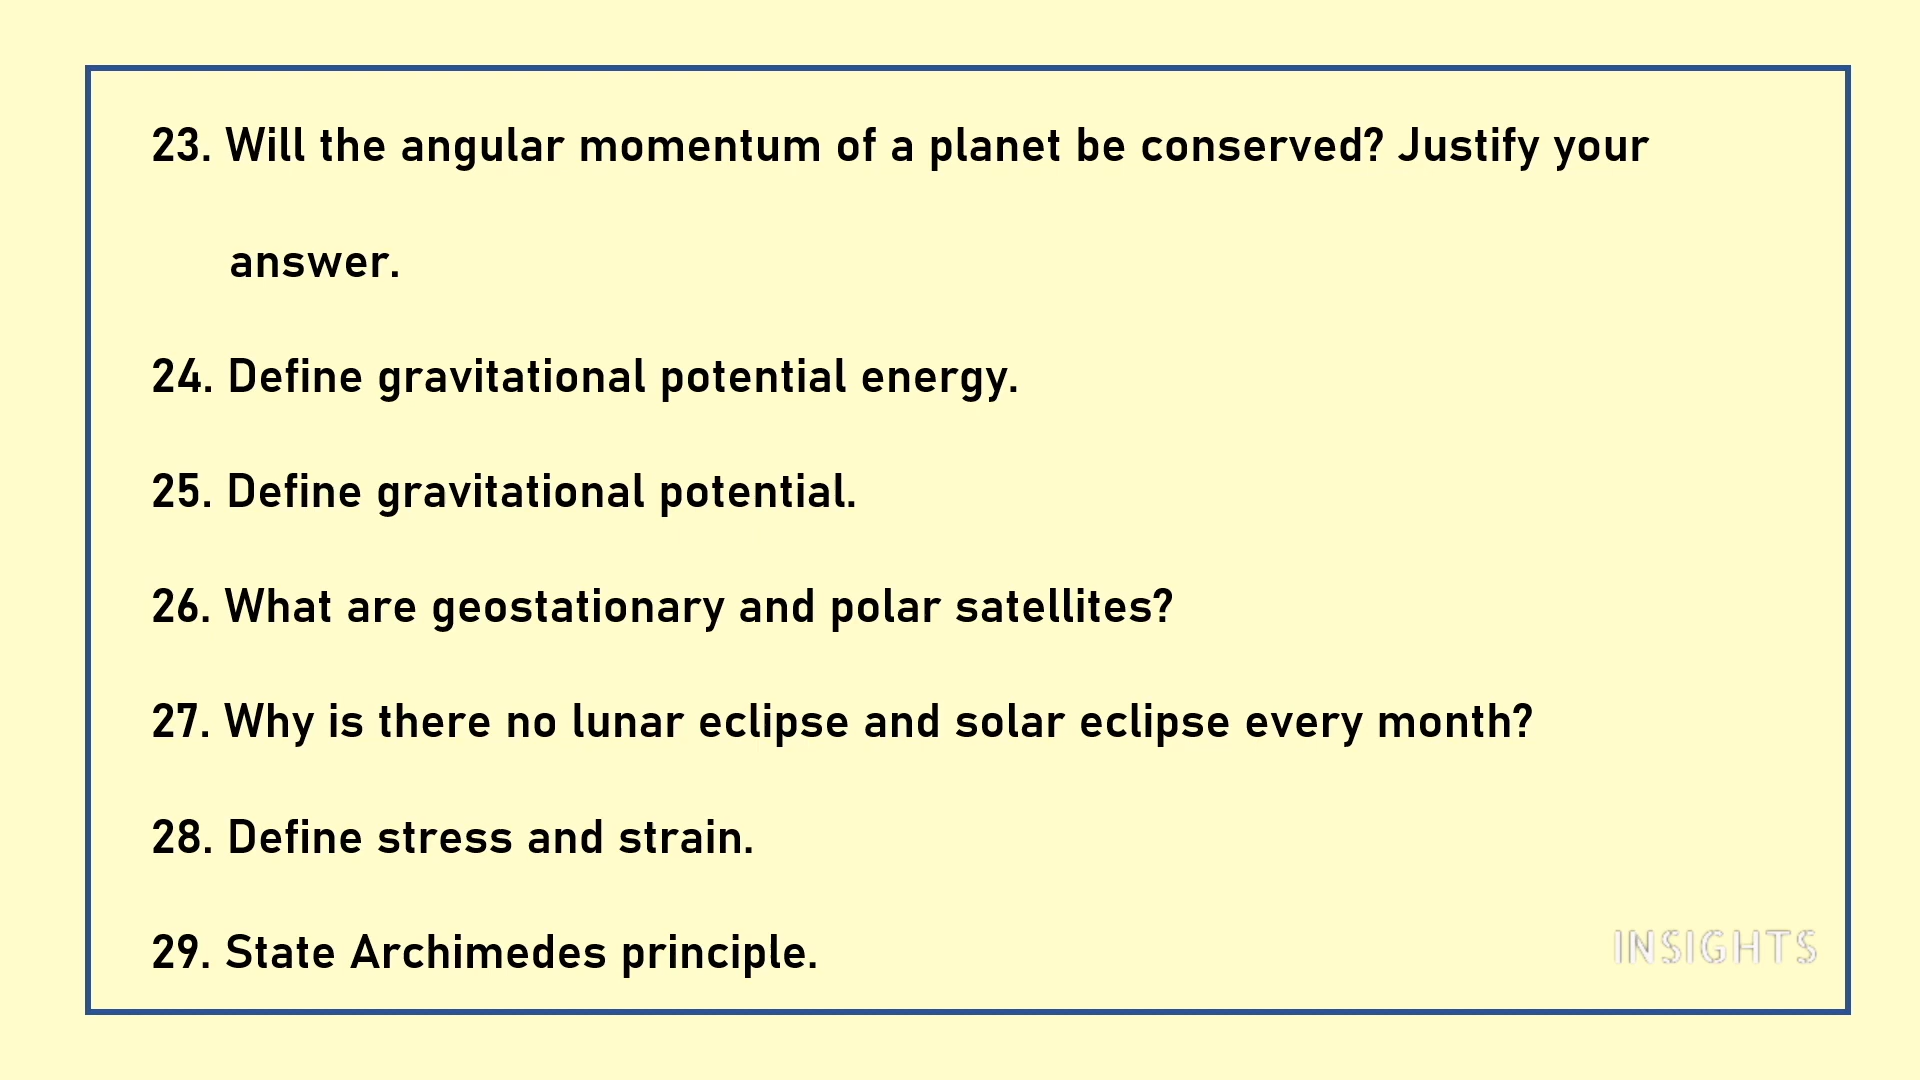 23. Will the angular momentum of a planet be conserved? Justify your
answer.
24. Define gravitational potential energy.
25. Define gravitational potential.
26. What are geostationary and polar satellites?
27. Why is there no lunar eclipse and solar eclipse every month?
28. Define stress and strain.
29. State Archimedes principle.
INSIGHTS